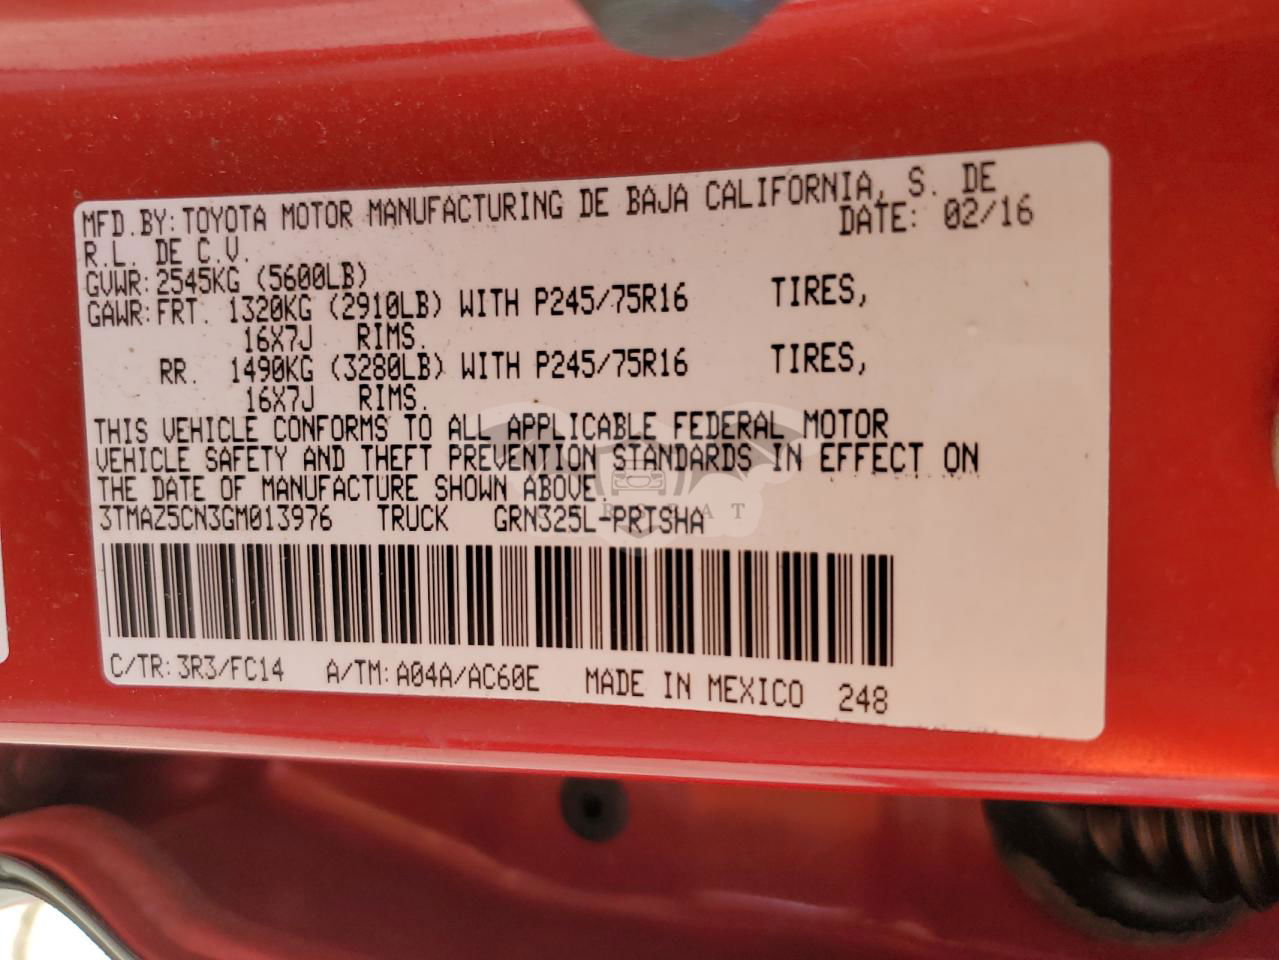 MFD.BY:TOYOTA MOTOR MANUFACTURING DE BAJA CALIFORNIA, S. DE
R.L. DE C.V. DATE: 02/16
GVWR:2545KG (5600LB)
GAWR:FRT. 1320KG (2910LB) WITH P245/75R16 TIRES,
16X7J RIMS.
RR. 1490KG (3280LB) WITH P245/75R16 TIRES,
16X7J RIMS.
THIS VEHICLE CONFORMS TO ALL APPLICABLE FEDERAL MOTOR
VEHICLE SAFETY AND THEFT PREVENTION STANDARDS IN EFFECT ON
THE DATE OF MANUFACTURE SHOWN ABOVE.
3TMAZ5CN3GM013976 TRUCK GRN325L-PRTSHA
C/TR:3R3/FC14 A/TM:A04A/AC60E MADE IN MEXICO 248